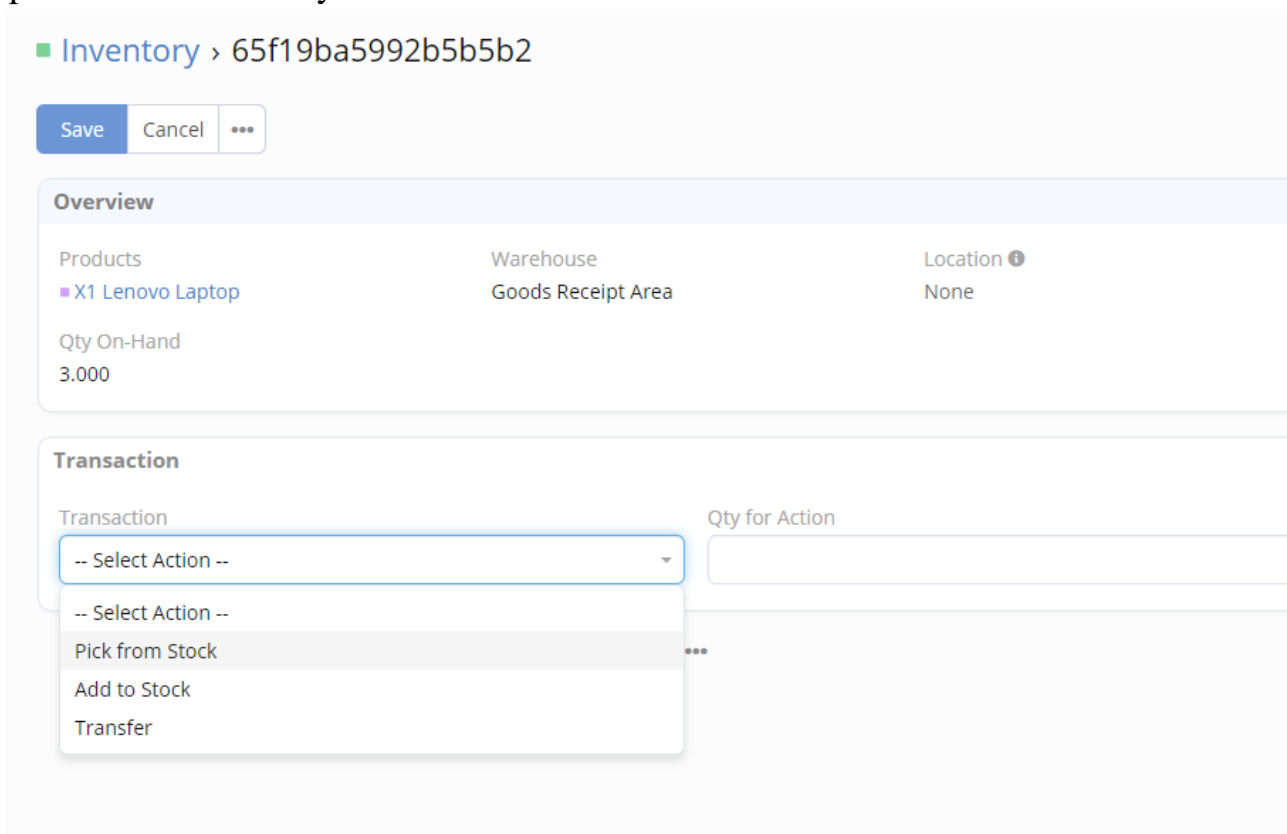 Inventory › 65f19ba5992b5b5b2
Save Cancel •••
Overview
Products Warehouse Location
X1 Lenovo Laptop Goods Receipt Area None
Qty On-Hand
3.000
Transaction
Transaction Qty for Action
-- Select Action --
-- Select Action --
Pick from Stock
•••
Add to Stock
Transfer